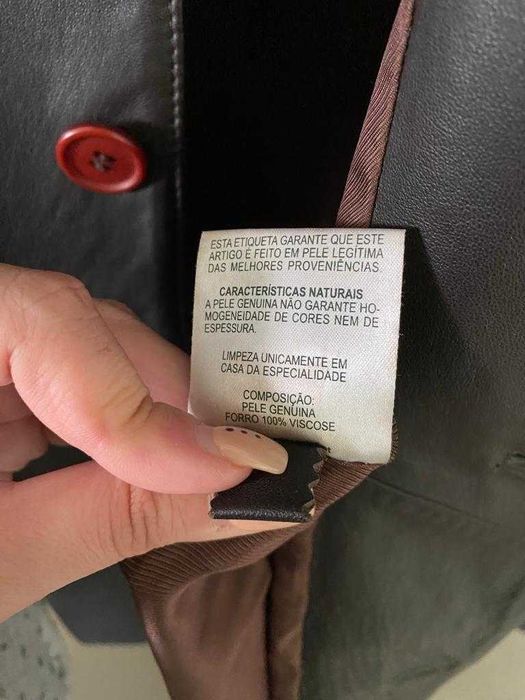 ESTA ETIQUETA GARANTE QUE ESTE
ARTIGO É FEITO EM PELE LEGÍTIMA
DAS MELHORES PROVENIÊNCIAS.
CARACTERÍSTICAS NATURAIS
A PELE GENUINA NÃO GARANTE HO-
MOGENEIDADE DE CORES NEM DE
ESPESSURA.
LIMPEZA UNICAMENTE EM
CASA DA ESPECIALIDADE
COMPOSIÇÃO:
PELE GENUÍNA
FORRO 100% VISCOSE